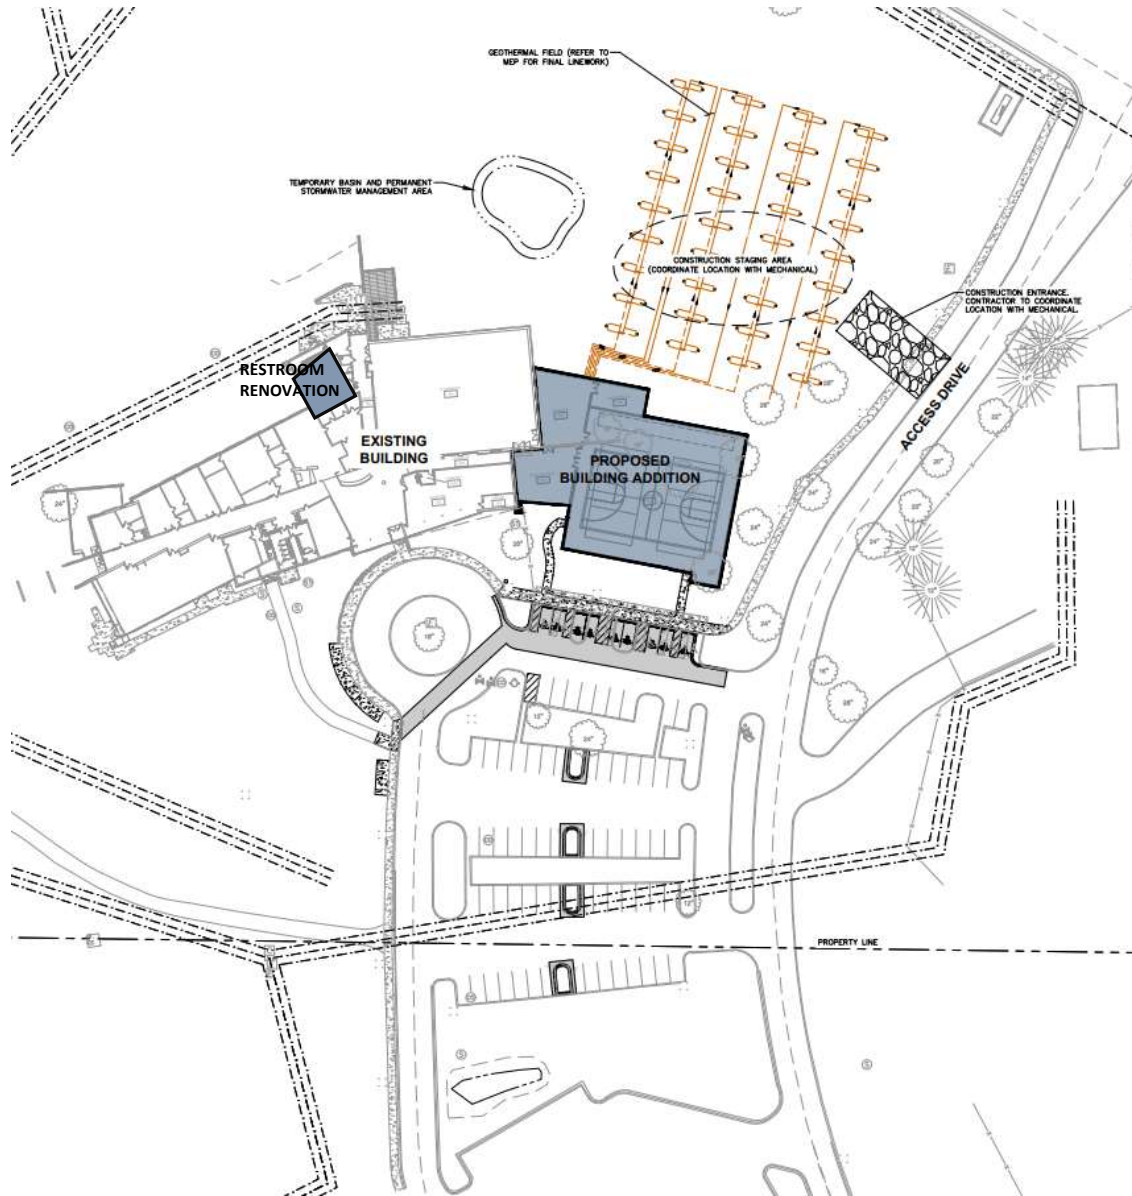 GEOTHERMAL FIELD (REFER TO
MEP FOR FINAL LINEWORK)
TEMPORARY BASIN AND PERMANENT
STORMWATER MANAGEMENT AREA
CONSTRUCTION STAGING AREA
(COORDINATE LOCATION WITH MECHANICAL)
CONSTRUCTION ENTRANCE.
CONTRACTOR TO COORDINATE
LOCATION WITH MECHANICAL.
RESTROOM
RENOVATION
ACCESS DRIVE
EXISTING
BUILDING
PROPOSED
BUILDING ADDITION
PROPERTY LINE